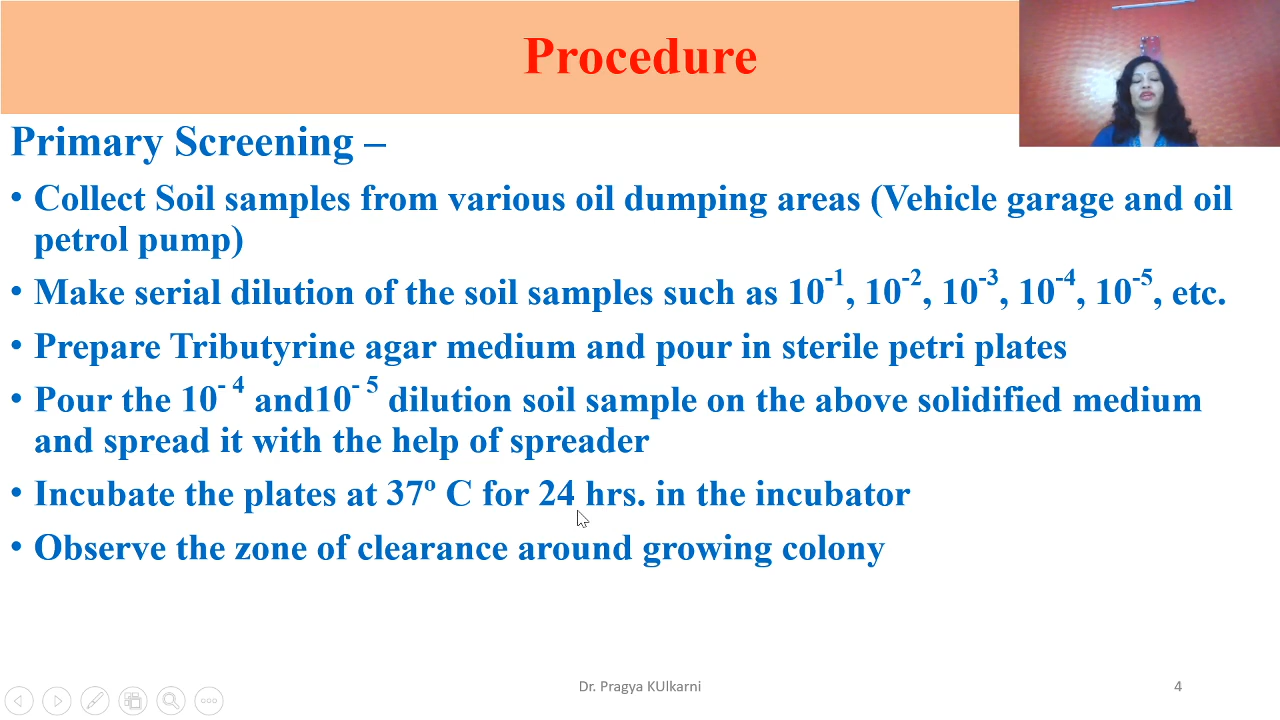 Procedure
Primary Screening –
• Collect Soil samples from various oil dumping areas (Vehicle garage and oil
petrol pump)
• Make serial dilution of the soil samples such as 10⁻¹, 10⁻², 10⁻³, 10⁻⁴, 10⁻⁵, etc.
• Prepare Tributyrine agar medium and pour in sterile petri plates
• Pour the 10⁻ ⁴ and10⁻ ⁵ dilution soil sample on the above solidified medium
and spread it with the help of spreader
• Incubate the plates at 37º C for 24 hrs. in the incubator
• Observe the zone of clearance around growing colony
Dr. Pragya KUlkarni
4